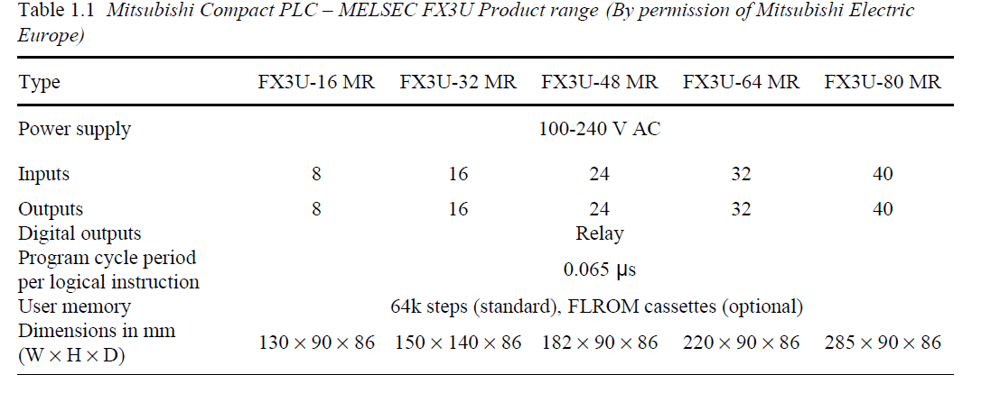 Table 1.1 Mitsubishi Compact PLC – MELSEC FX3U Product range (By permission of Mitsubishi Electric
Europe)
Type FX3U-16 MR FX3U-32 MR FX3U-48 MR FX3U-64 MR FX3U-80 MR
Power supply 100-240 V AC
Inputs 8 16 24 32 40
Outputs 8 16 24 32 40
Digital outputs Relay
Program cycle period
per logical instruction 0.065 µs
User memory 64k steps (standard), FLROM cassettes (optional)
Dimensions in mm
(W × H × D) 130 × 90 × 86 150 × 140 × 86 182 × 90 × 86 220 × 90 × 86 285 × 90 × 86